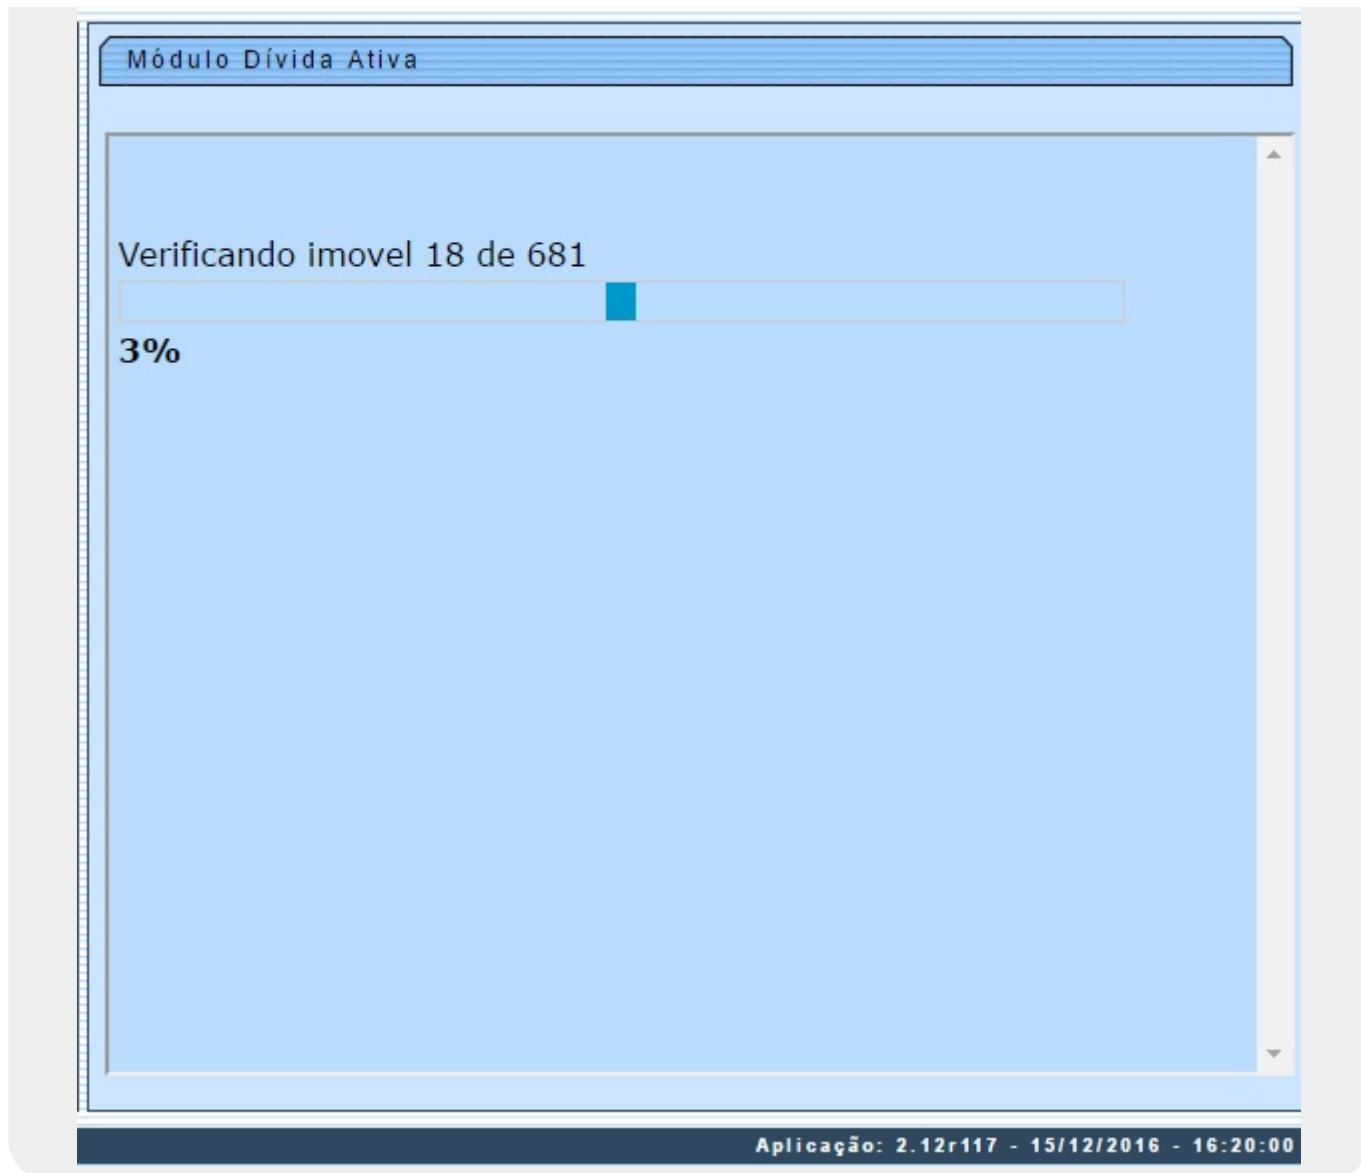 Módulo Dívida Ativa
Verificando imovel 18 de 681
3%
Aplicação: 2.12r117 - 15/12/2016 - 16:20:00